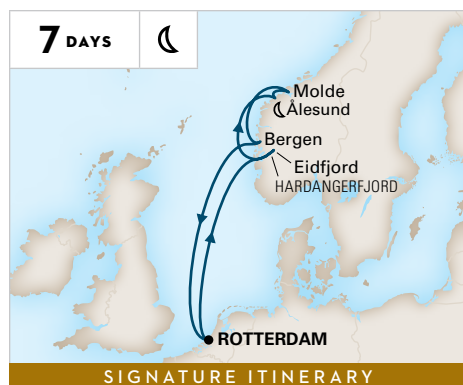 7 DAYS
Molde
Ålesund
Bergen
Eidfjord
HARDANGERFJORD
ROTTERDAM
SIGNATURE ITINERARY